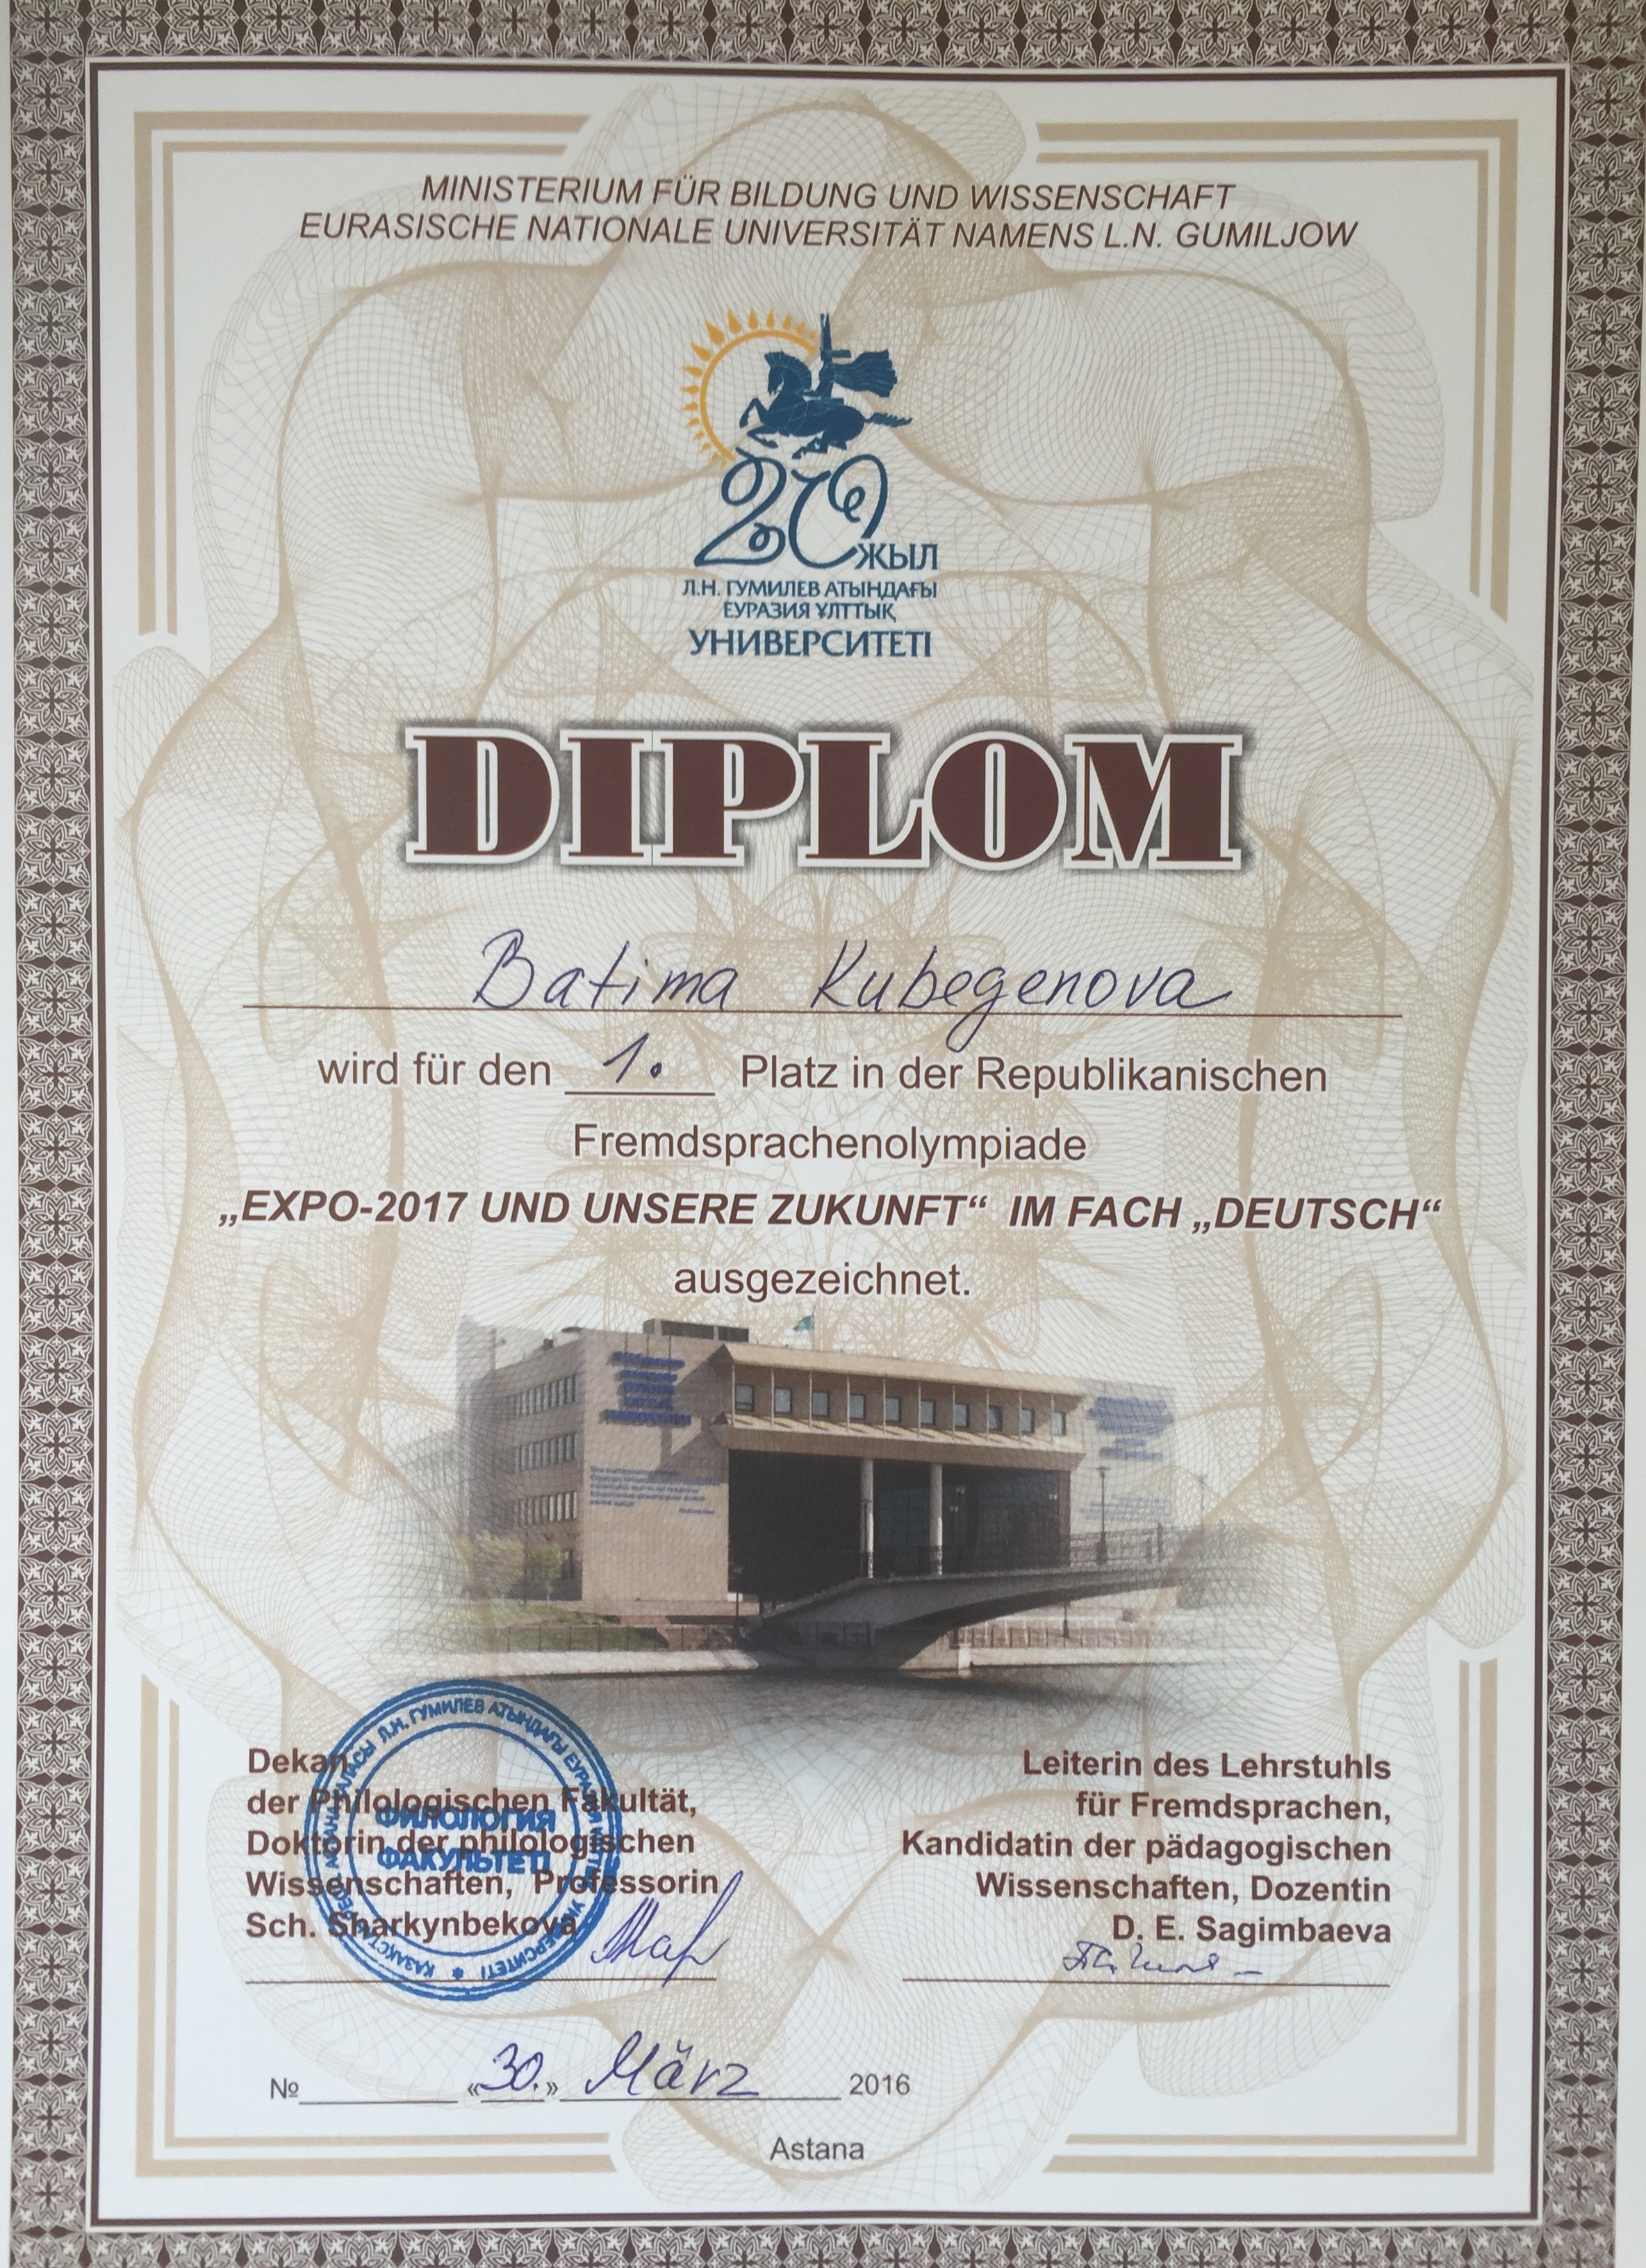 MINISTERIUM FÜR BILDUNG UND WISSENSCHAFT
EURASISCHE NATIONALE UNIVERSITÄT NAMENS L.N. GUMILJOW
20 ЖЫЛ
Л.Н. ГУМИЛЕВ АТЫНДАҒЫ
ЕУРАЗИЯ ҰЛТТЫҚ
УНИВЕРСИТЕТІ
DIPLOM
Batima Kubegenova
wird für den 1. Platz in der Republikanischen
Fremdsprachenolympiade
„EXPO-2017 UND UNSERE ZUKUNFT“ IM FACH „DEUTSCH“
ausgezeichnet.
Dekan
der Philologischen Fakultät,
Doktorin der philologischen
Wissenschaften, Professorin
Sch. Sharkynbekova
ФИЛОЛОГИЯ
ФАКУЛЬТЕТІ
Л.Н. ГУМИЛЕВ АТЫНДАҒЫ ЕУРАЗИЯ
Leiterin des Lehrstuhls
für Fremdsprachen,
Kandidatin der pädagogischen
Wissenschaften, Dozentin
D. E. Sagimbaeva
№ «30.» März 2016
Astana